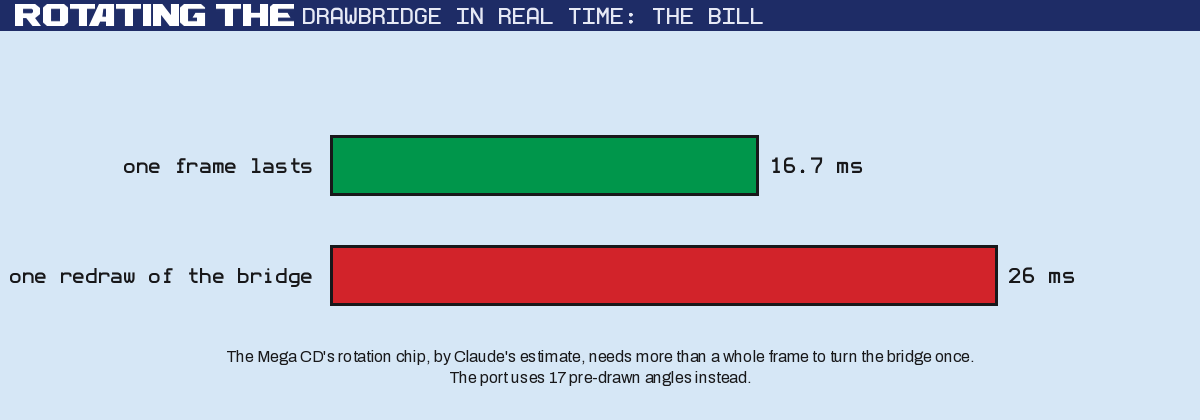 ROTATING THE DRAWBRIDGE IN REAL TIME: THE BILL
one frame lasts 16.7 ms
one redraw of the bridge 26 ms
The Mega CD's rotation chip, by Claude's estimate, needs more than a whole frame to turn the bridge once.
The port uses 17 pre-drawn angles instead.